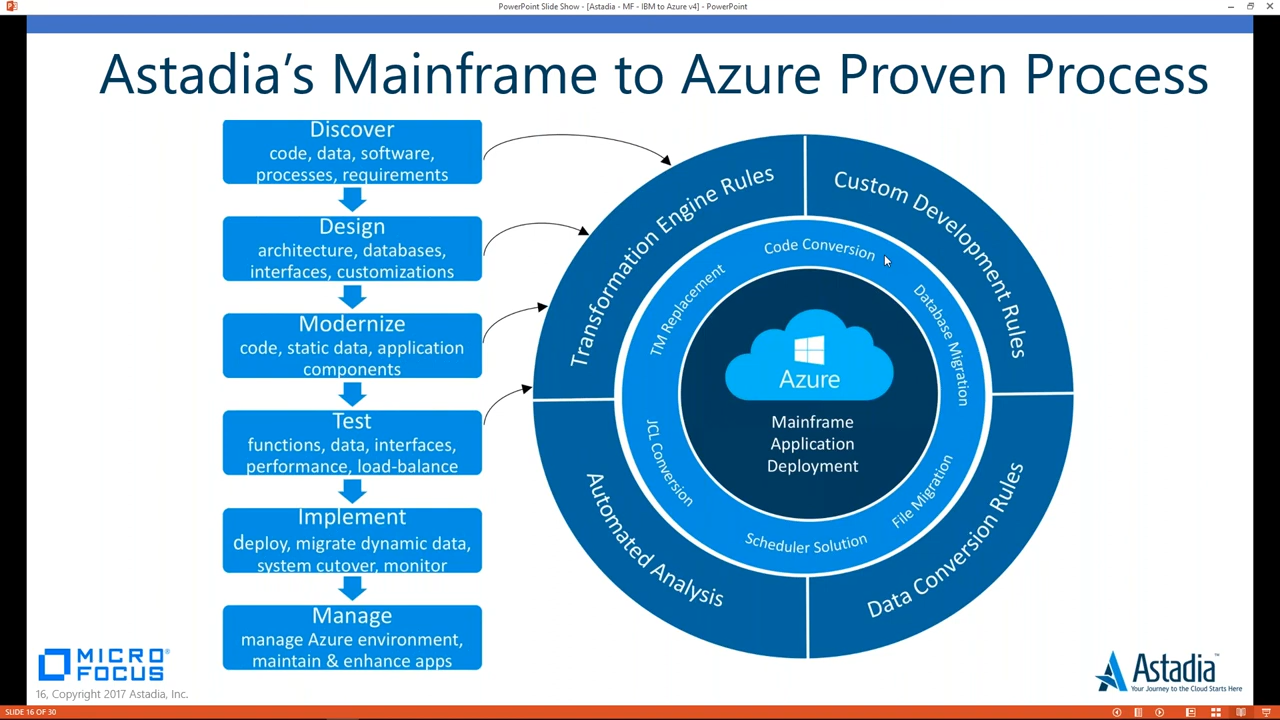 PowerPoint Slide Show - [Astadia - MF - IBM to Azure v4] - PowerPoint
Astadia's Mainframe to Azure Proven Process
Discover
code, data, software,
processes, requirements
Design
architecture, databases,
interfaces, customizations
Modernize
code, static data, application
components
Test
functions, data, interfaces,
performance, load-balance
Implement
deploy, migrate dynamic data,
system cutover, monitor
Manage
manage Azure environment,
maintain & enhance apps
Transformation Engine Rules
Custom Development Rules
Data Conversion Rules
Automated Analysis
Code Conversion
Database Migration
File Migration
Scheduler Solution
JCL Conversion
TM Replacement
Azure
Mainframe
Application
Deployment
MICRO
FOCUS
16, Copyright 2017 Astadia, Inc.
Astadia™
Your Journey to the Cloud Starts Here
SLIDE 16 OF 30